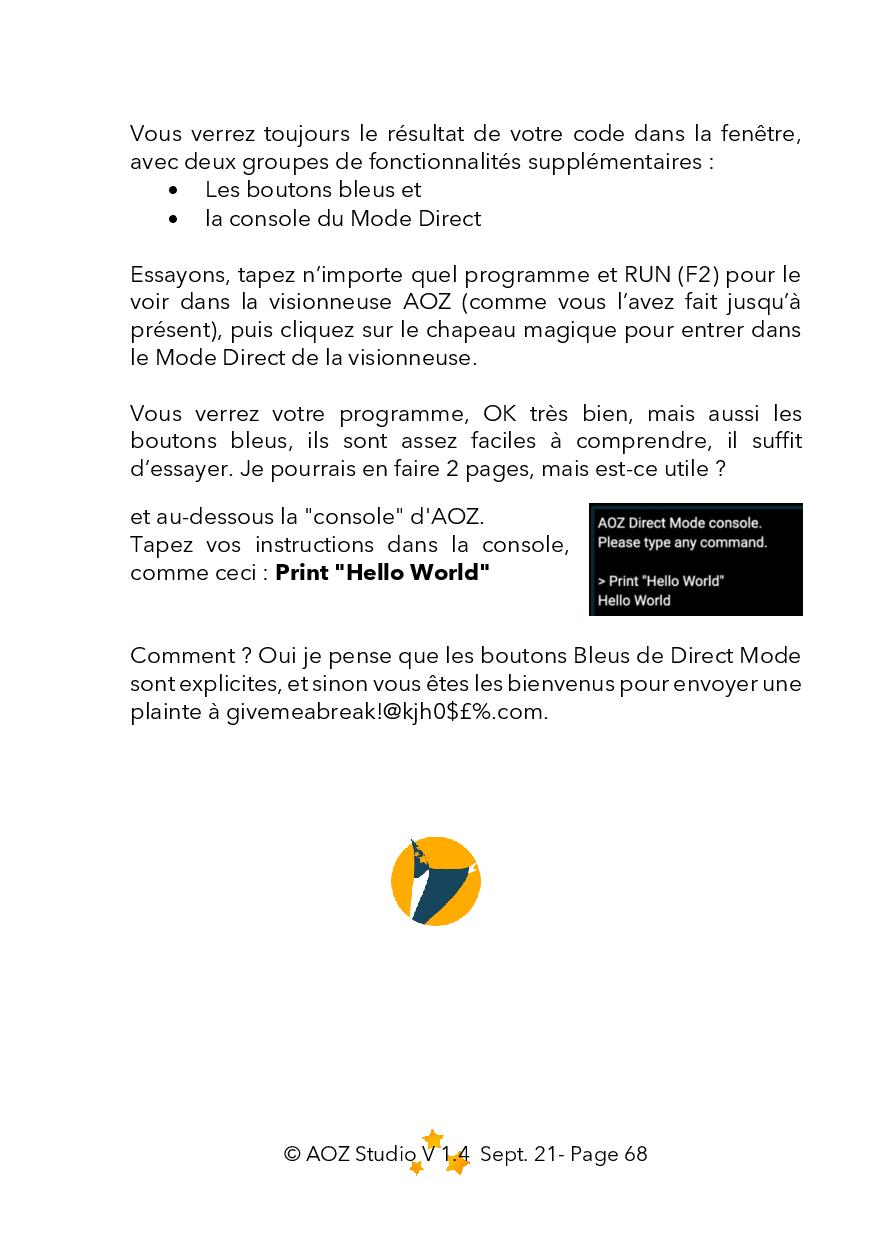 Vous verrez toujours le résultat de votre code dans la fenêtre,
avec deux groupes de fonctionnalités supplémentaires :
• Les boutons bleus et
• la console du Mode Direct
Essayons, tapez n’importe quel programme et RUN (F2) pour le
voir dans la visionneuse AOZ (comme vous l’avez fait jusqu’à
présent), puis cliquez sur le chapeau magique pour entrer dans
le Mode Direct de la visionneuse.
Vous verrez votre programme, OK très bien, mais aussi les
boutons bleus, ils sont assez faciles à comprendre, il suffit
d’essayer. Je pourrais en faire 2 pages, mais est-ce utile ?
et au-dessous la "console" d'AOZ.
Tapez vos instructions dans la console,
comme ceci : Print "Hello World"
AOZ Direct Mode console.
Please type any command.
> Print "Hello World"
Hello World
Comment ? Oui je pense que les boutons Bleus de Direct Mode
sont explicites, et sinon vous êtes les bienvenus pour envoyer une
plainte à givemeabreak!@kjh0$£%.com.
© AOZ Studio V 1.4 Sept. 21- Page 68